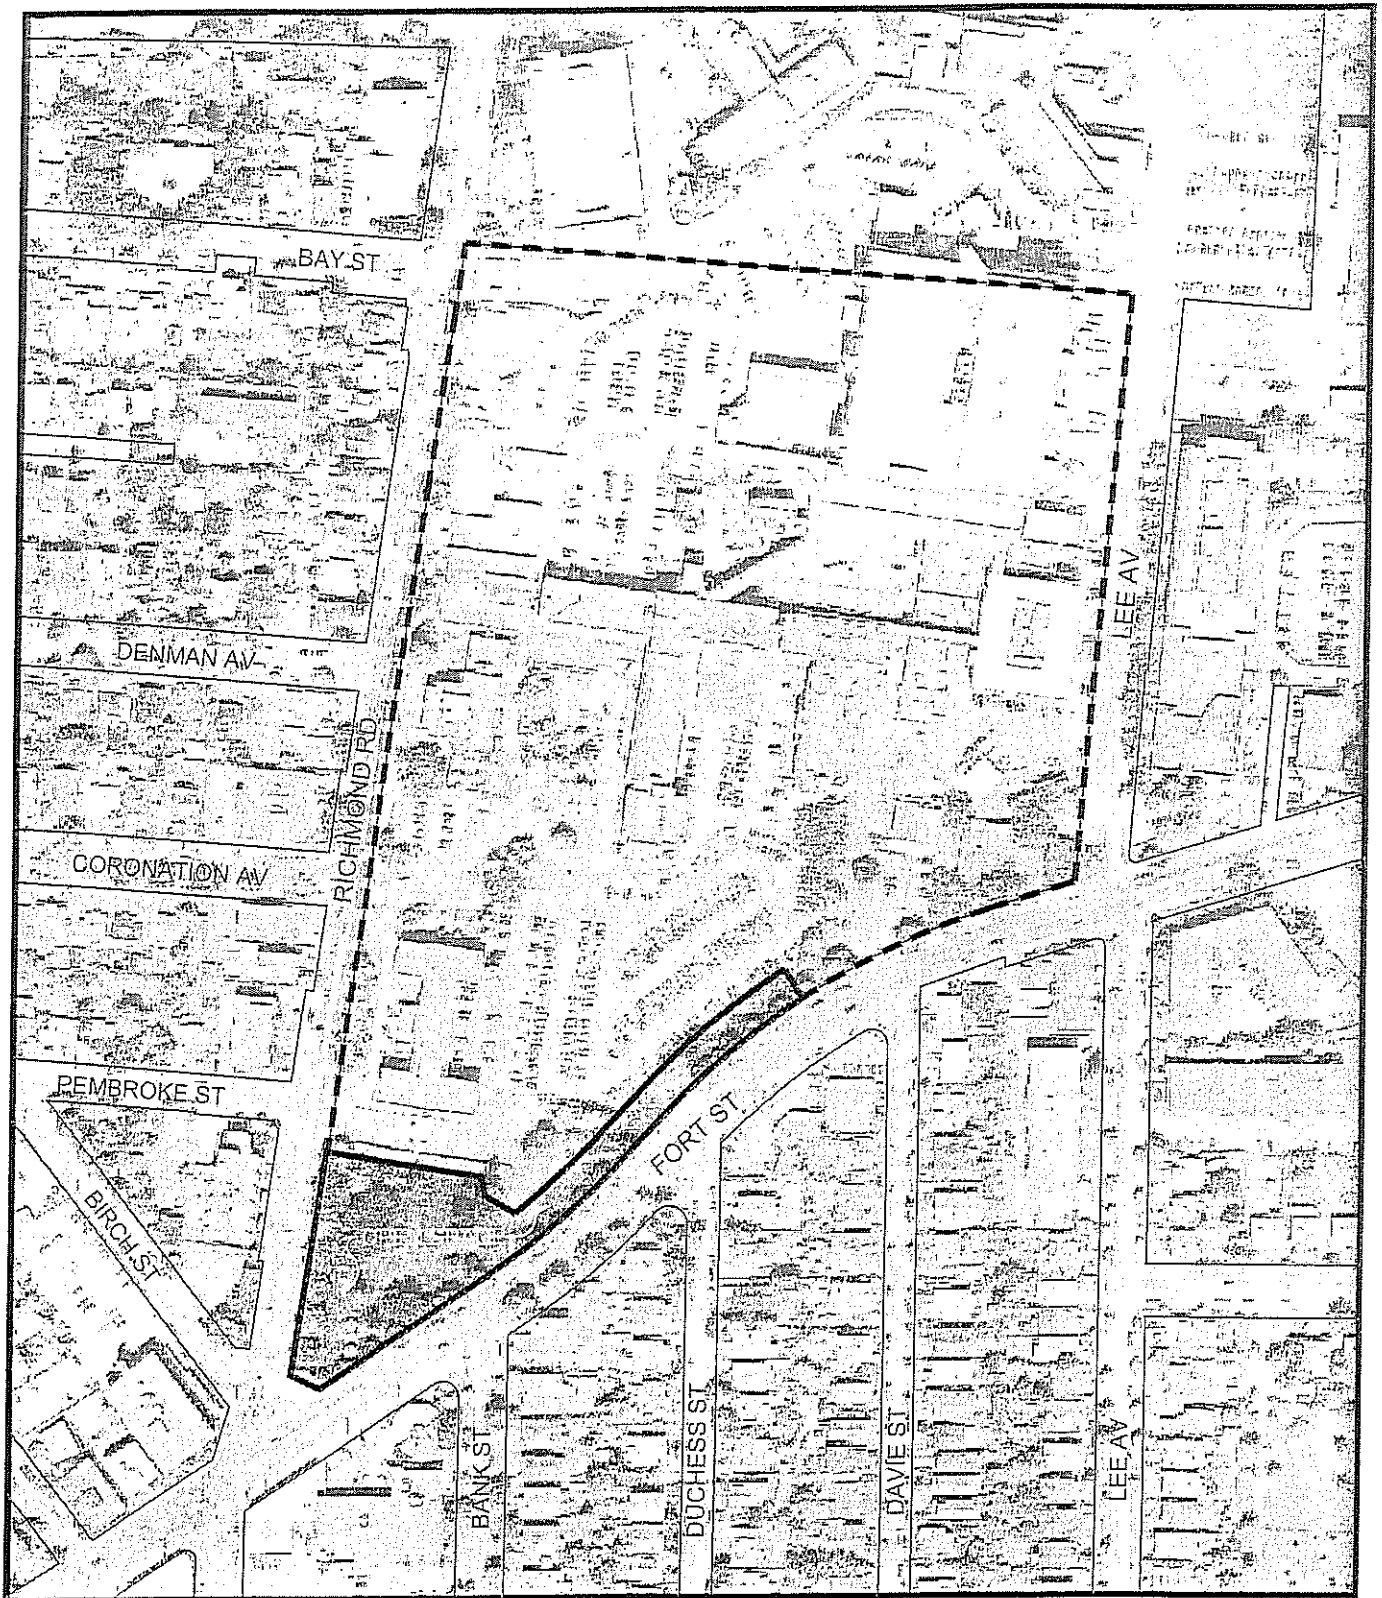 BAY ST
DENMAN AV
LEE AV
RICHMOND RD
CORONATION AV
PEMBROKE ST
BIRCH ST
FORT ST
BANK ST
DUCHESS ST
DAVIE ST
LEE AV